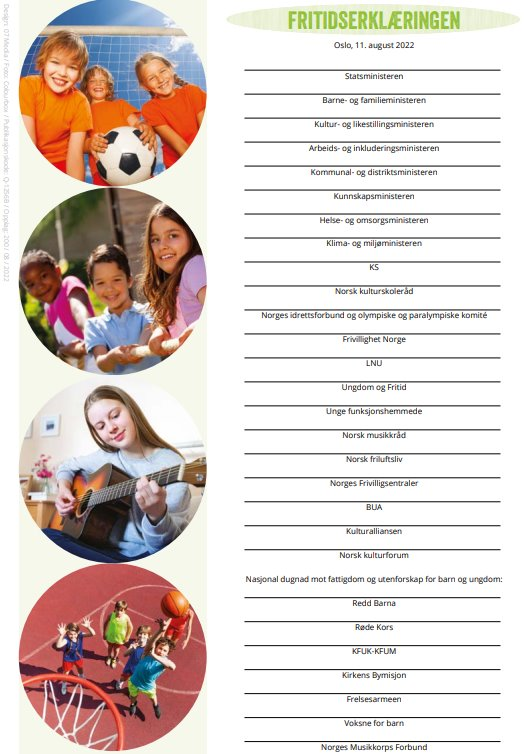 Design: 07 Media / Foto: Colourbox / Publikasjonskode: Q-1256B / Opplag: 200 / 08 / 2022
FRITIDSERKLÆRINGEN
Oslo, 11. august 2022
Statsministeren
Barne- og familieministeren
Kultur- og likestillingsministeren
Arbeids- og inkluderingsministeren
Kommunal- og distriktsministeren
Kunnskapsministeren
Helse- og omsorgsministeren
Klima- og miljøministeren
KS
Norsk kulturskoleråd
Norges idrettsforbund og olympiske og paralympiske komité
Frivillighet Norge
LNU
Ungdom og Fritid
Unge funksjonshemmede
Norsk musikkråd
Norsk friluftsliv
Norges Frivilligsentraler
BUA
Kulturalliansen
Norsk kulturforum
Nasjonal dugnad mot fattigdom og utenforskap for barn og ungdom:
Redd Barna
Røde Kors
KFUK-KFUM
Kirkens Bymisjon
Frelsesarmeen
Voksne for barn
Norges Musikkorps Forbund